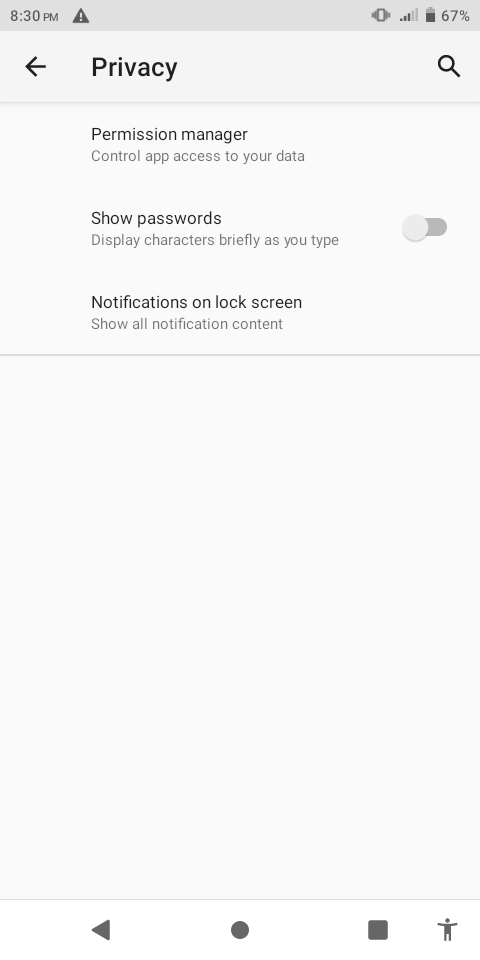 8:30 PM 67%
Privacy
Permission manager
Control app access to your data
Show passwords
Display characters briefly as you type
Notifications on lock screen
Show all notification content